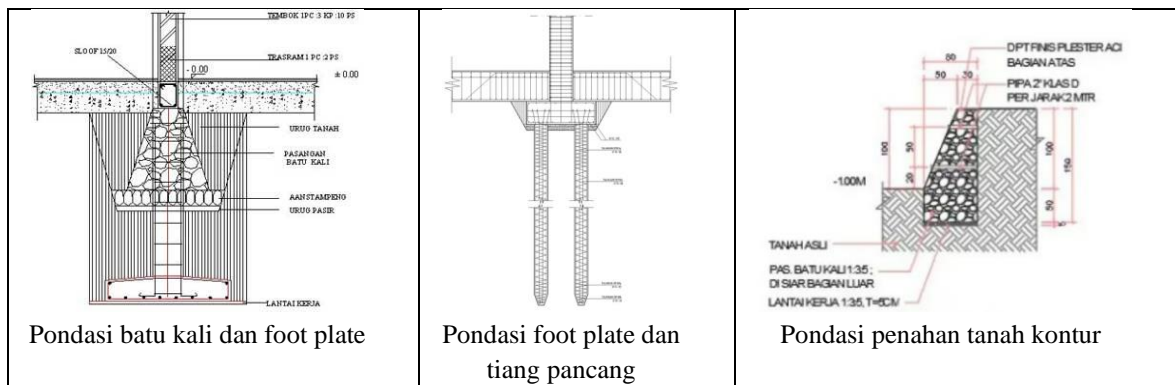 TEMBOK 1PC :3 KP :10 PS
SLOOF 15/20
TRASRAM 1 PC :2 PS
- 0.00
± 0.00
URUG TANAH
PASANGAN
BATU KALI
AANSTAMPENG
URUG PASIR
LANTAI KERJA
Pondasi batu kali dan foot plate
Pondasi foot plate dan
tiang pancang
DPT FINIS PLESTER ACI
BAGIAN ATAS
PIPA 2" KLAS D
PER JARAK 2 MTR
50
100
50
20
100
150
50
-1.00M
TANAH ASLI
PAS. BATU KALI 1:3:5 ;
DI SIAR BAGIAN LUAR
LANTAI KERJA 1:3:5, T=5CM
Pondasi penahan tanah kontur